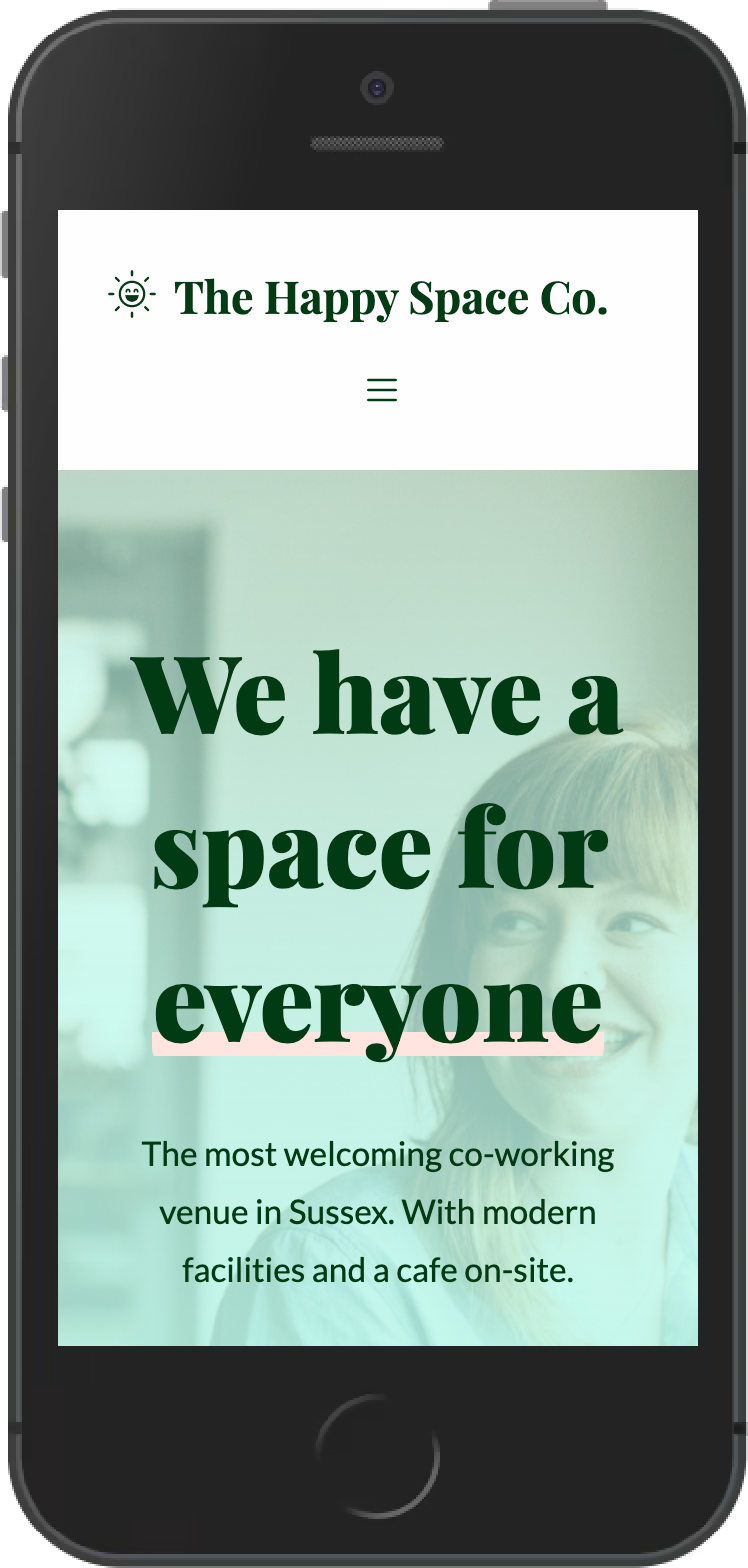 The Happy Space Co.
We have a
space for
everyone
The most welcoming co-working
venue in Sussex. With modern
facilities and a cafe on-site.